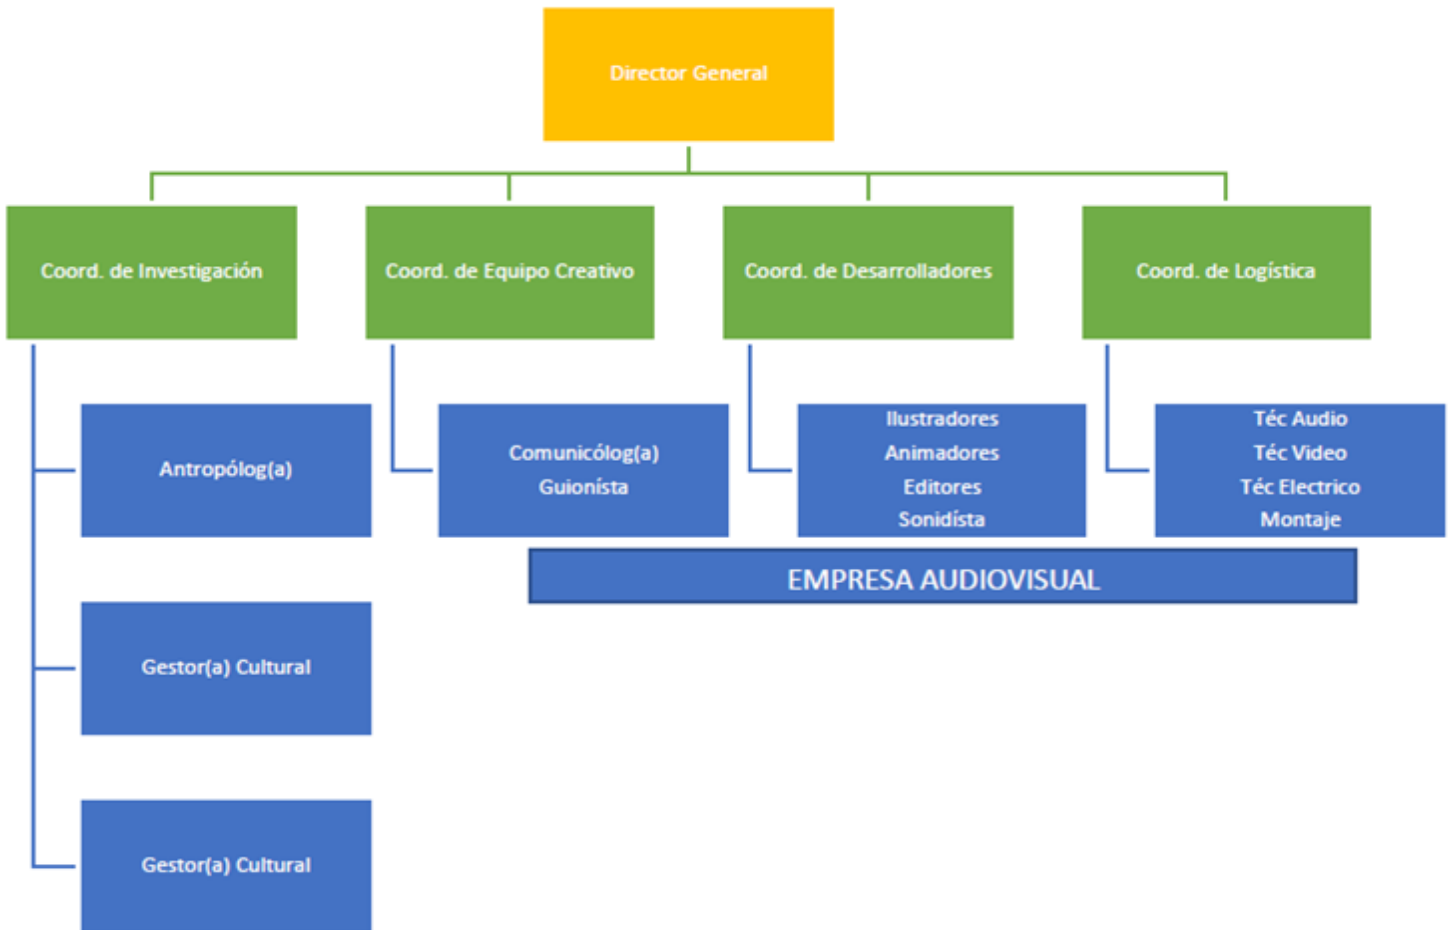 Director General
Coord. de Investigación
Coord. de Equipo Creativo
Coord. de Desarrolladores
Coord. de Logística
Antropólog(a)
Comunicólog(a)
Guionísta
Ilustradores
Animadores
Editores
Sonidísta
Téc Audio
Téc Video
Téc Electrico
Montaje
EMPRESA AUDIOVISUAL
Gestor(a) Cultural
Gestor(a) Cultural